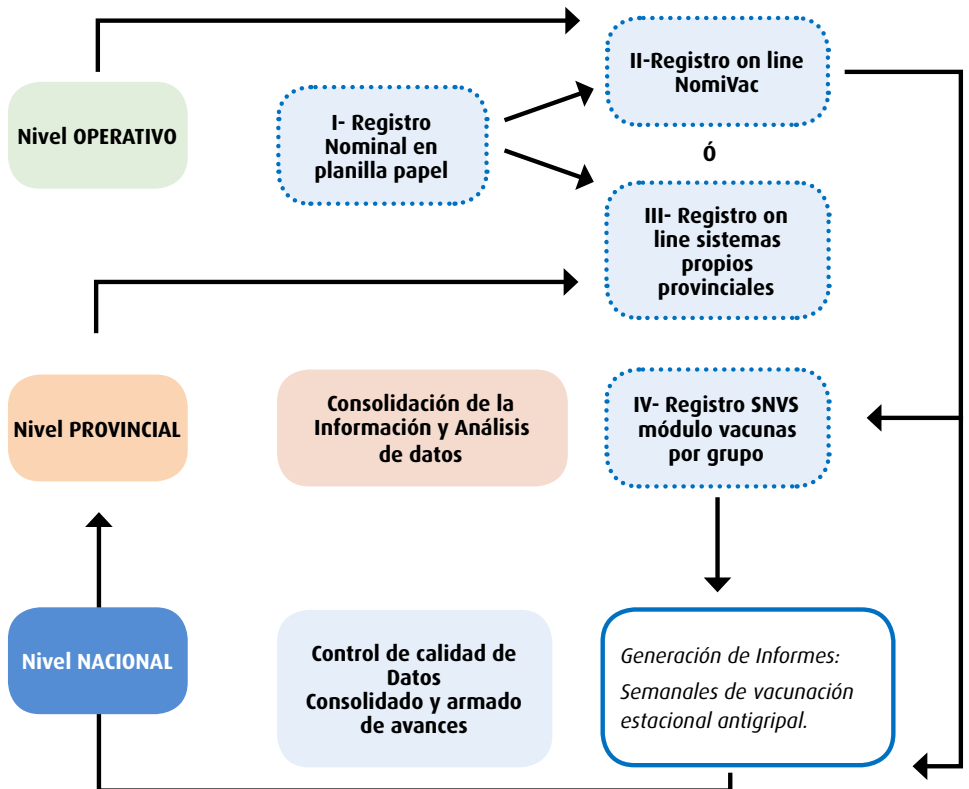 Nivel OPERATIVO
I- Registro
Nominal en
planilla papel
II-Registro on line
NomiVac
Ó
III- Registro on
line sistemas
propios
provinciales
Nivel PROVINCIAL
Consolidación de la
Información y Análisis
de datos
IV- Registro SNVS
módulo vacunas
por grupo
Nivel NACIONAL
Control de calidad de
Datos
Consolidado y armado
de avances
Generación de Informes:
Semanales de vacunación
estacional antigripal.